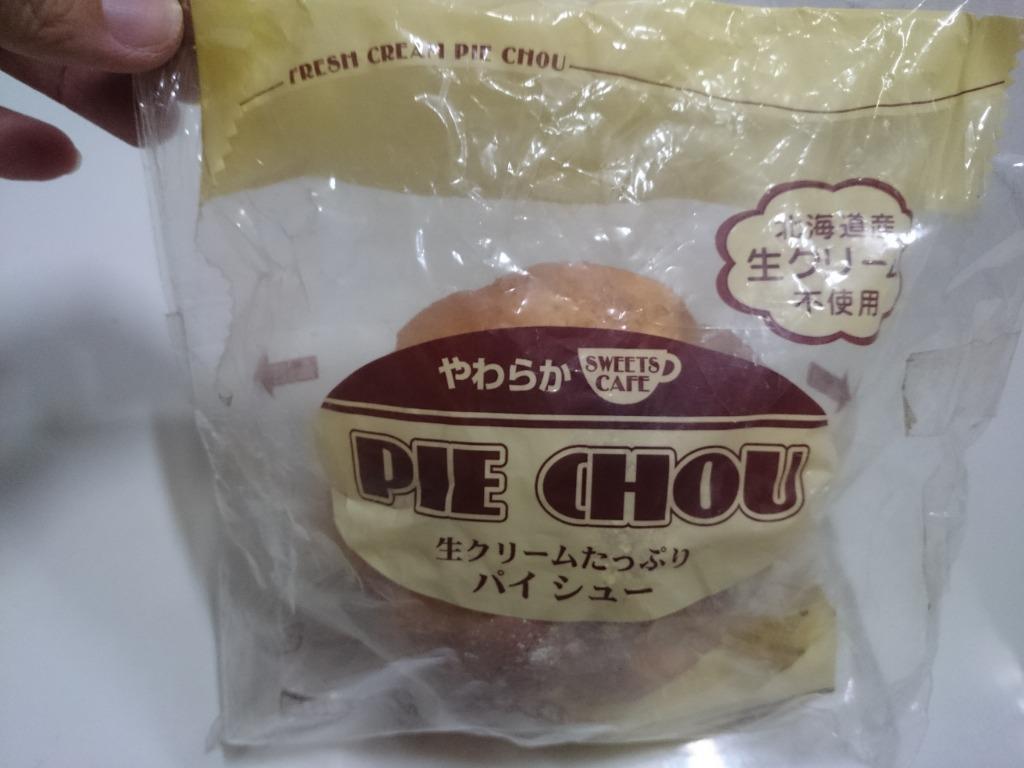 FRESH CREAM PIE CHOU
北海道産
生クリーム
不使用
やわらか
SWEETS
CAFE
PIE CHOU
生クリームたっぷり
パイシュー